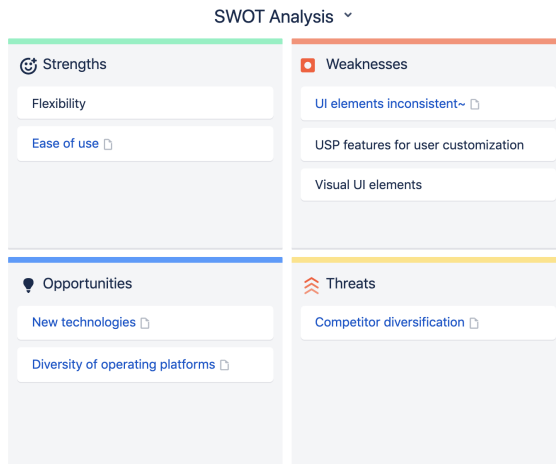 SWOT Analysis
Strengths
Flexibility
Ease of use
Weaknesses
UI elements inconsistent~
USP features for user customization
Visual UI elements
Opportunities
New technologies
Diversity of operating platforms
Threats
Competitor diversification